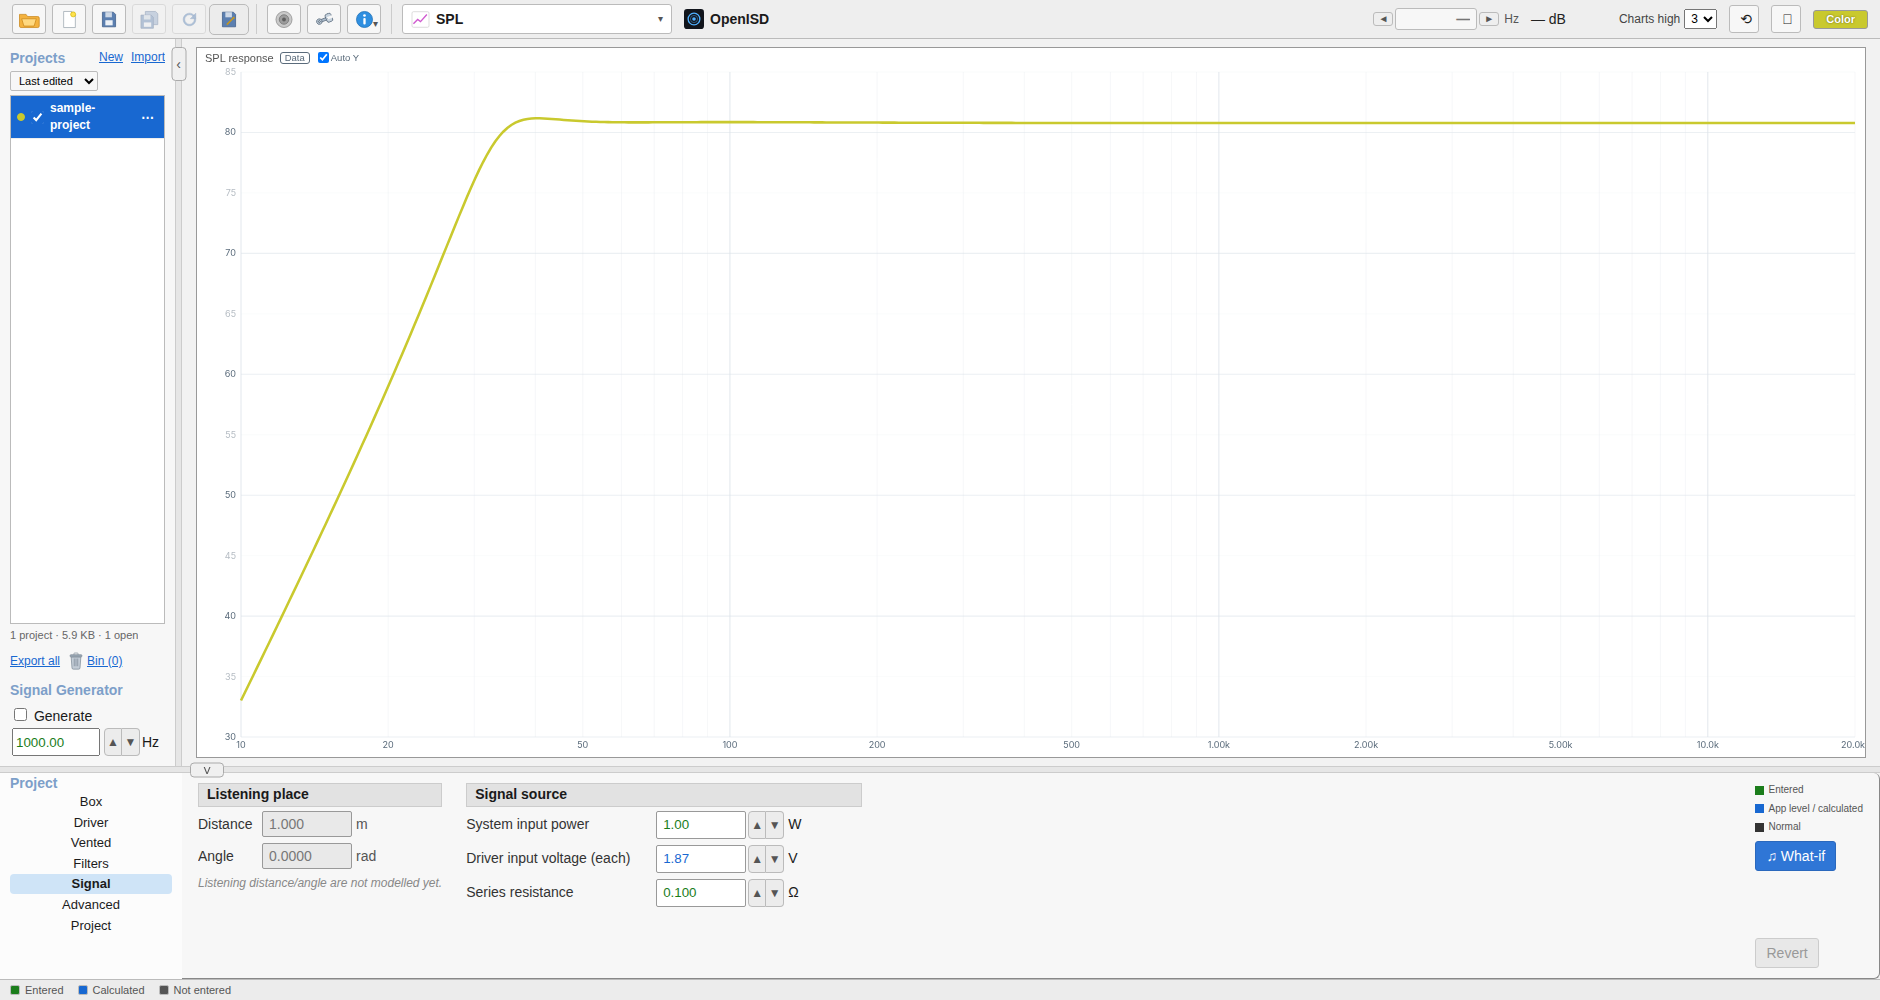 SPL
OpenISD
Hz
— dB
Charts high
3
Color
Projects
New
Import
Last edited
sample-
project
1 project · 5.9 KB · 1 open
Export all
Bin (0)
Signal Generator
Generate
1000.00
Hz
SPL response
Data
Auto Y
85
80
75
70
65
60
55
50
45
40
35
30
10
20
50
100
200
500
1.00k
2.00k
5.00k
10.0k
20.0k
V
Project
Box
Driver
Vented
Filters
Signal
Advanced
Project
Listening place
Distance
1.000
m
Angle
0.0000
rad
Listening distance/angle are not modelled yet.
Signal source
System input power
1.00
W
Driver input voltage (each)
1.87
V
Series resistance
0.100
Ω
Entered
App level / calculated
Normal
♫ What-if
Revert
Entered
Calculated
Not entered